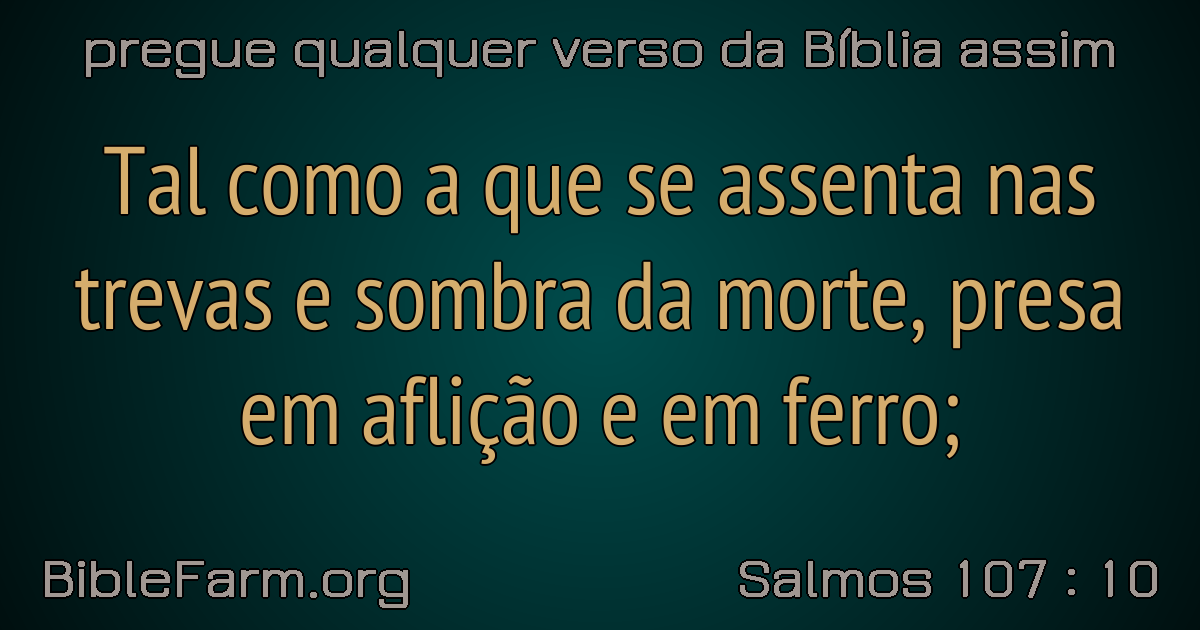 pregue qualquer verso da Bíblia assim
Tal como a que se assenta nas
trevas e sombra da morte, presa
em aflição e em ferro;
BibleFarm.org
Salmos 107 : 10